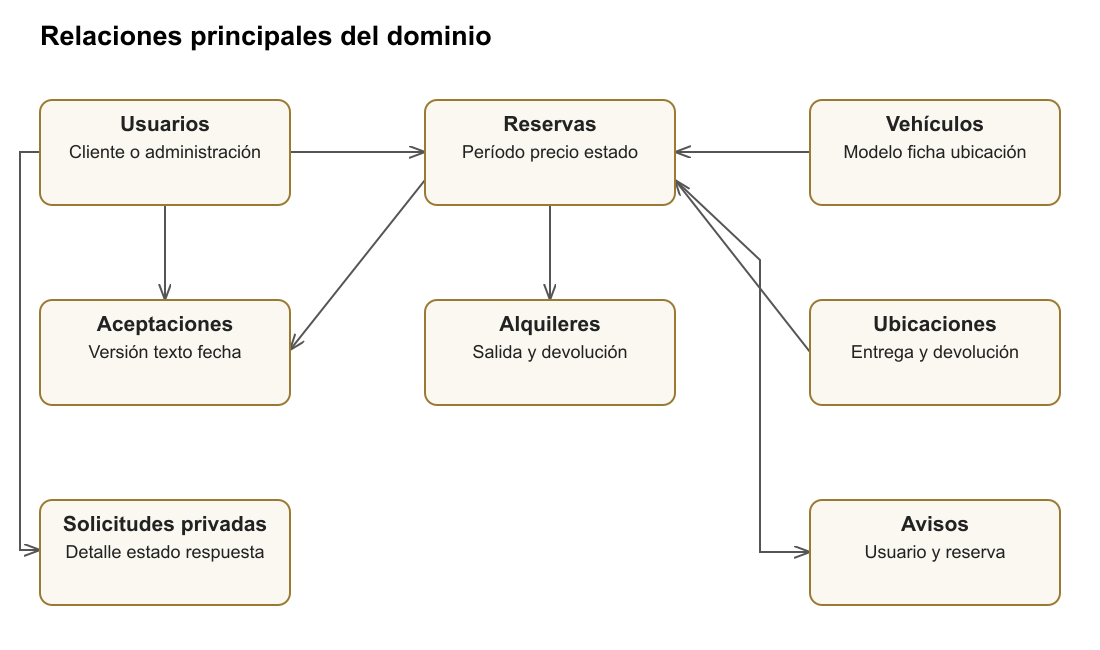 Relaciones principales del dominio
Usuarios
Cliente o administración
Reservas
Período precio estado
Vehículos
Modelo ficha ubicación
Aceptaciones
Versión texto fecha
Alquileres
Salida y devolución
Ubicaciones
Entrega y devolución
Solicitudes privadas
Detalle estado respuesta
Avisos
Usuario y reserva